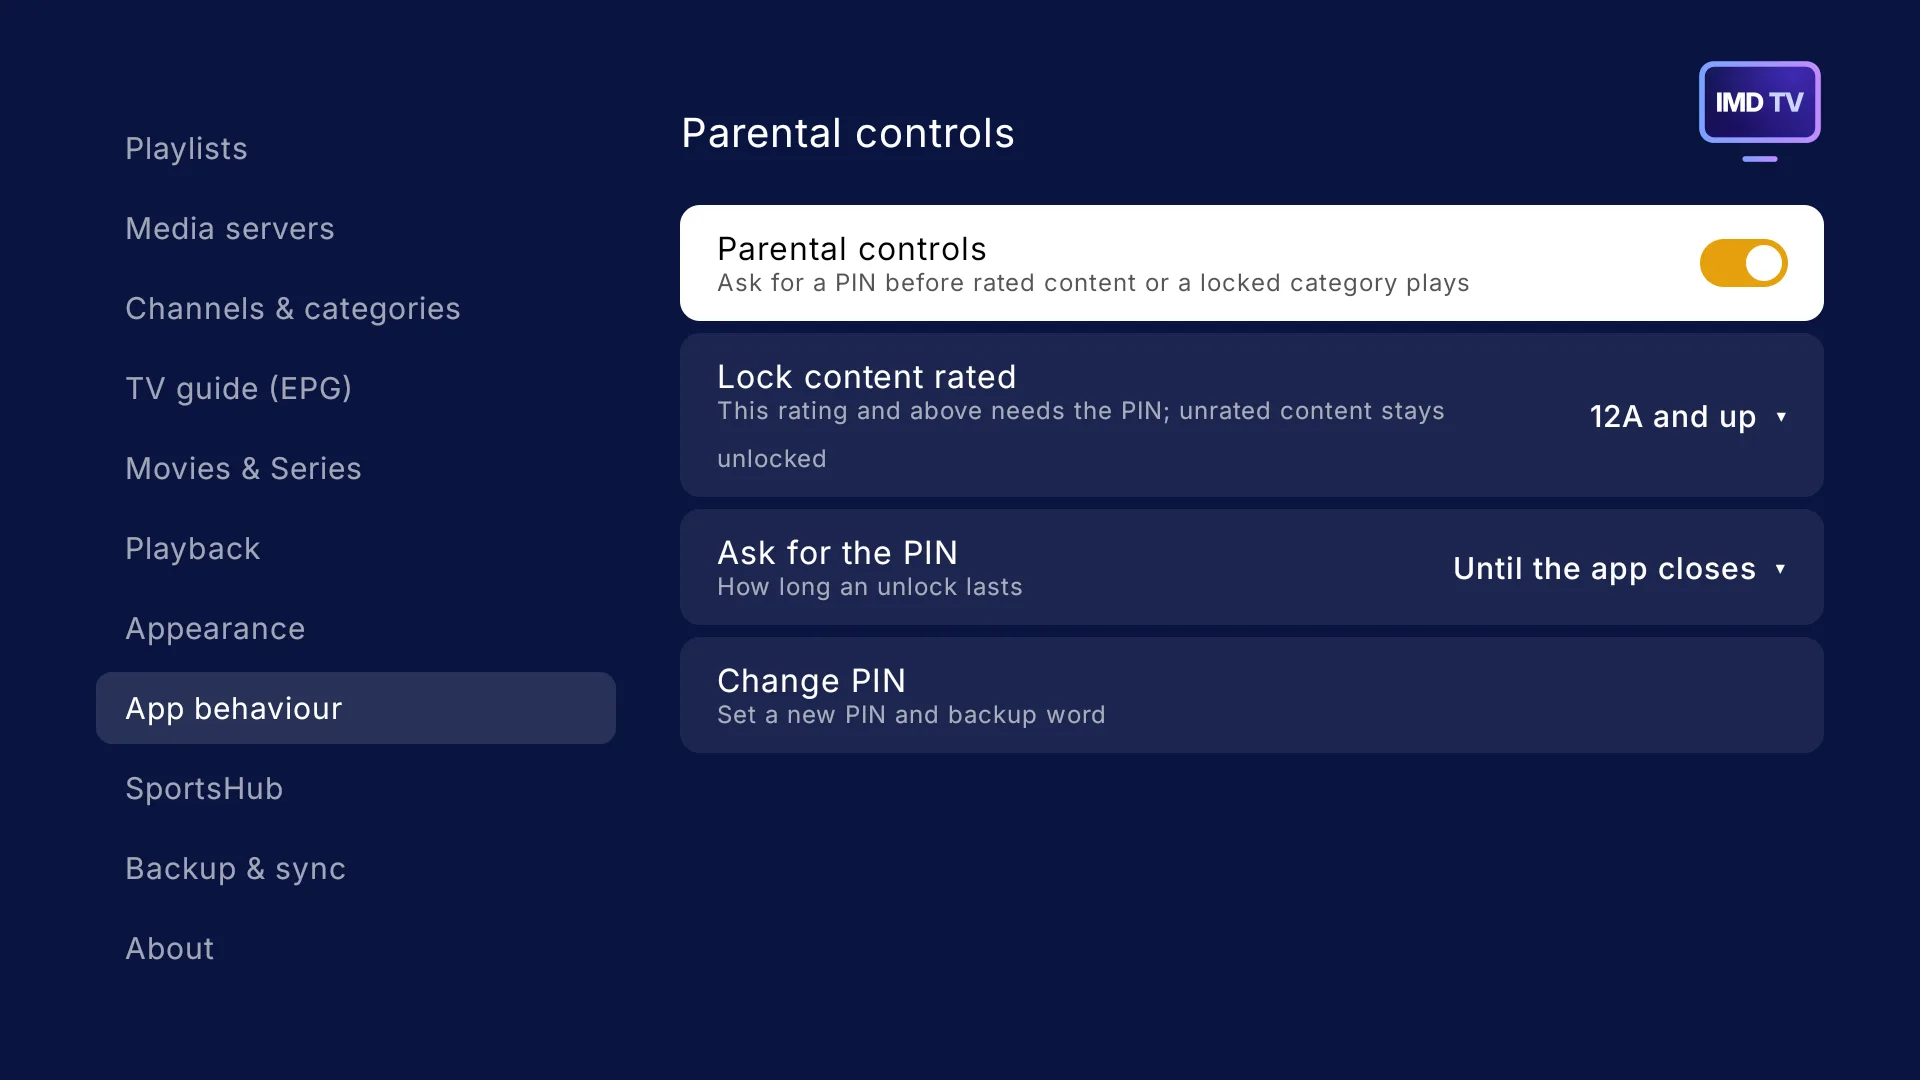 IMD TV
Playlists
Media servers
Channels & categories
TV guide (EPG)
Movies & Series
Playback
Appearance
App behaviour
SportsHub
Backup & sync
About
Parental controls
Parental controls
Ask for a PIN before rated content or a locked category plays
Lock content rated
This rating and above needs the PIN; unrated content stays
unlocked
12A and up
Ask for the PIN
How long an unlock lasts
Until the app closes
Change PIN
Set a new PIN and backup word